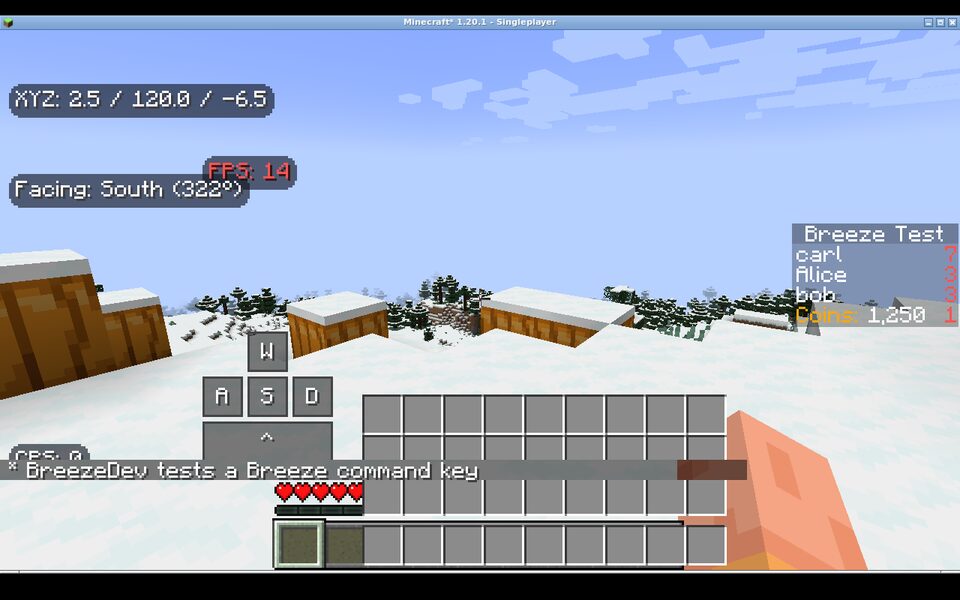 Minecraft* 1.20.1 - Singleplayer
XYZ: 2.5 / 120.0 / -6.5
FPS: 14
Facing: South (322°)
Breeze Test
carl 7
Alice 3
bob 3
Coins: 1,250 1
W
A S D
^
CPS: 0
* BreezeDev tests a Breeze command key